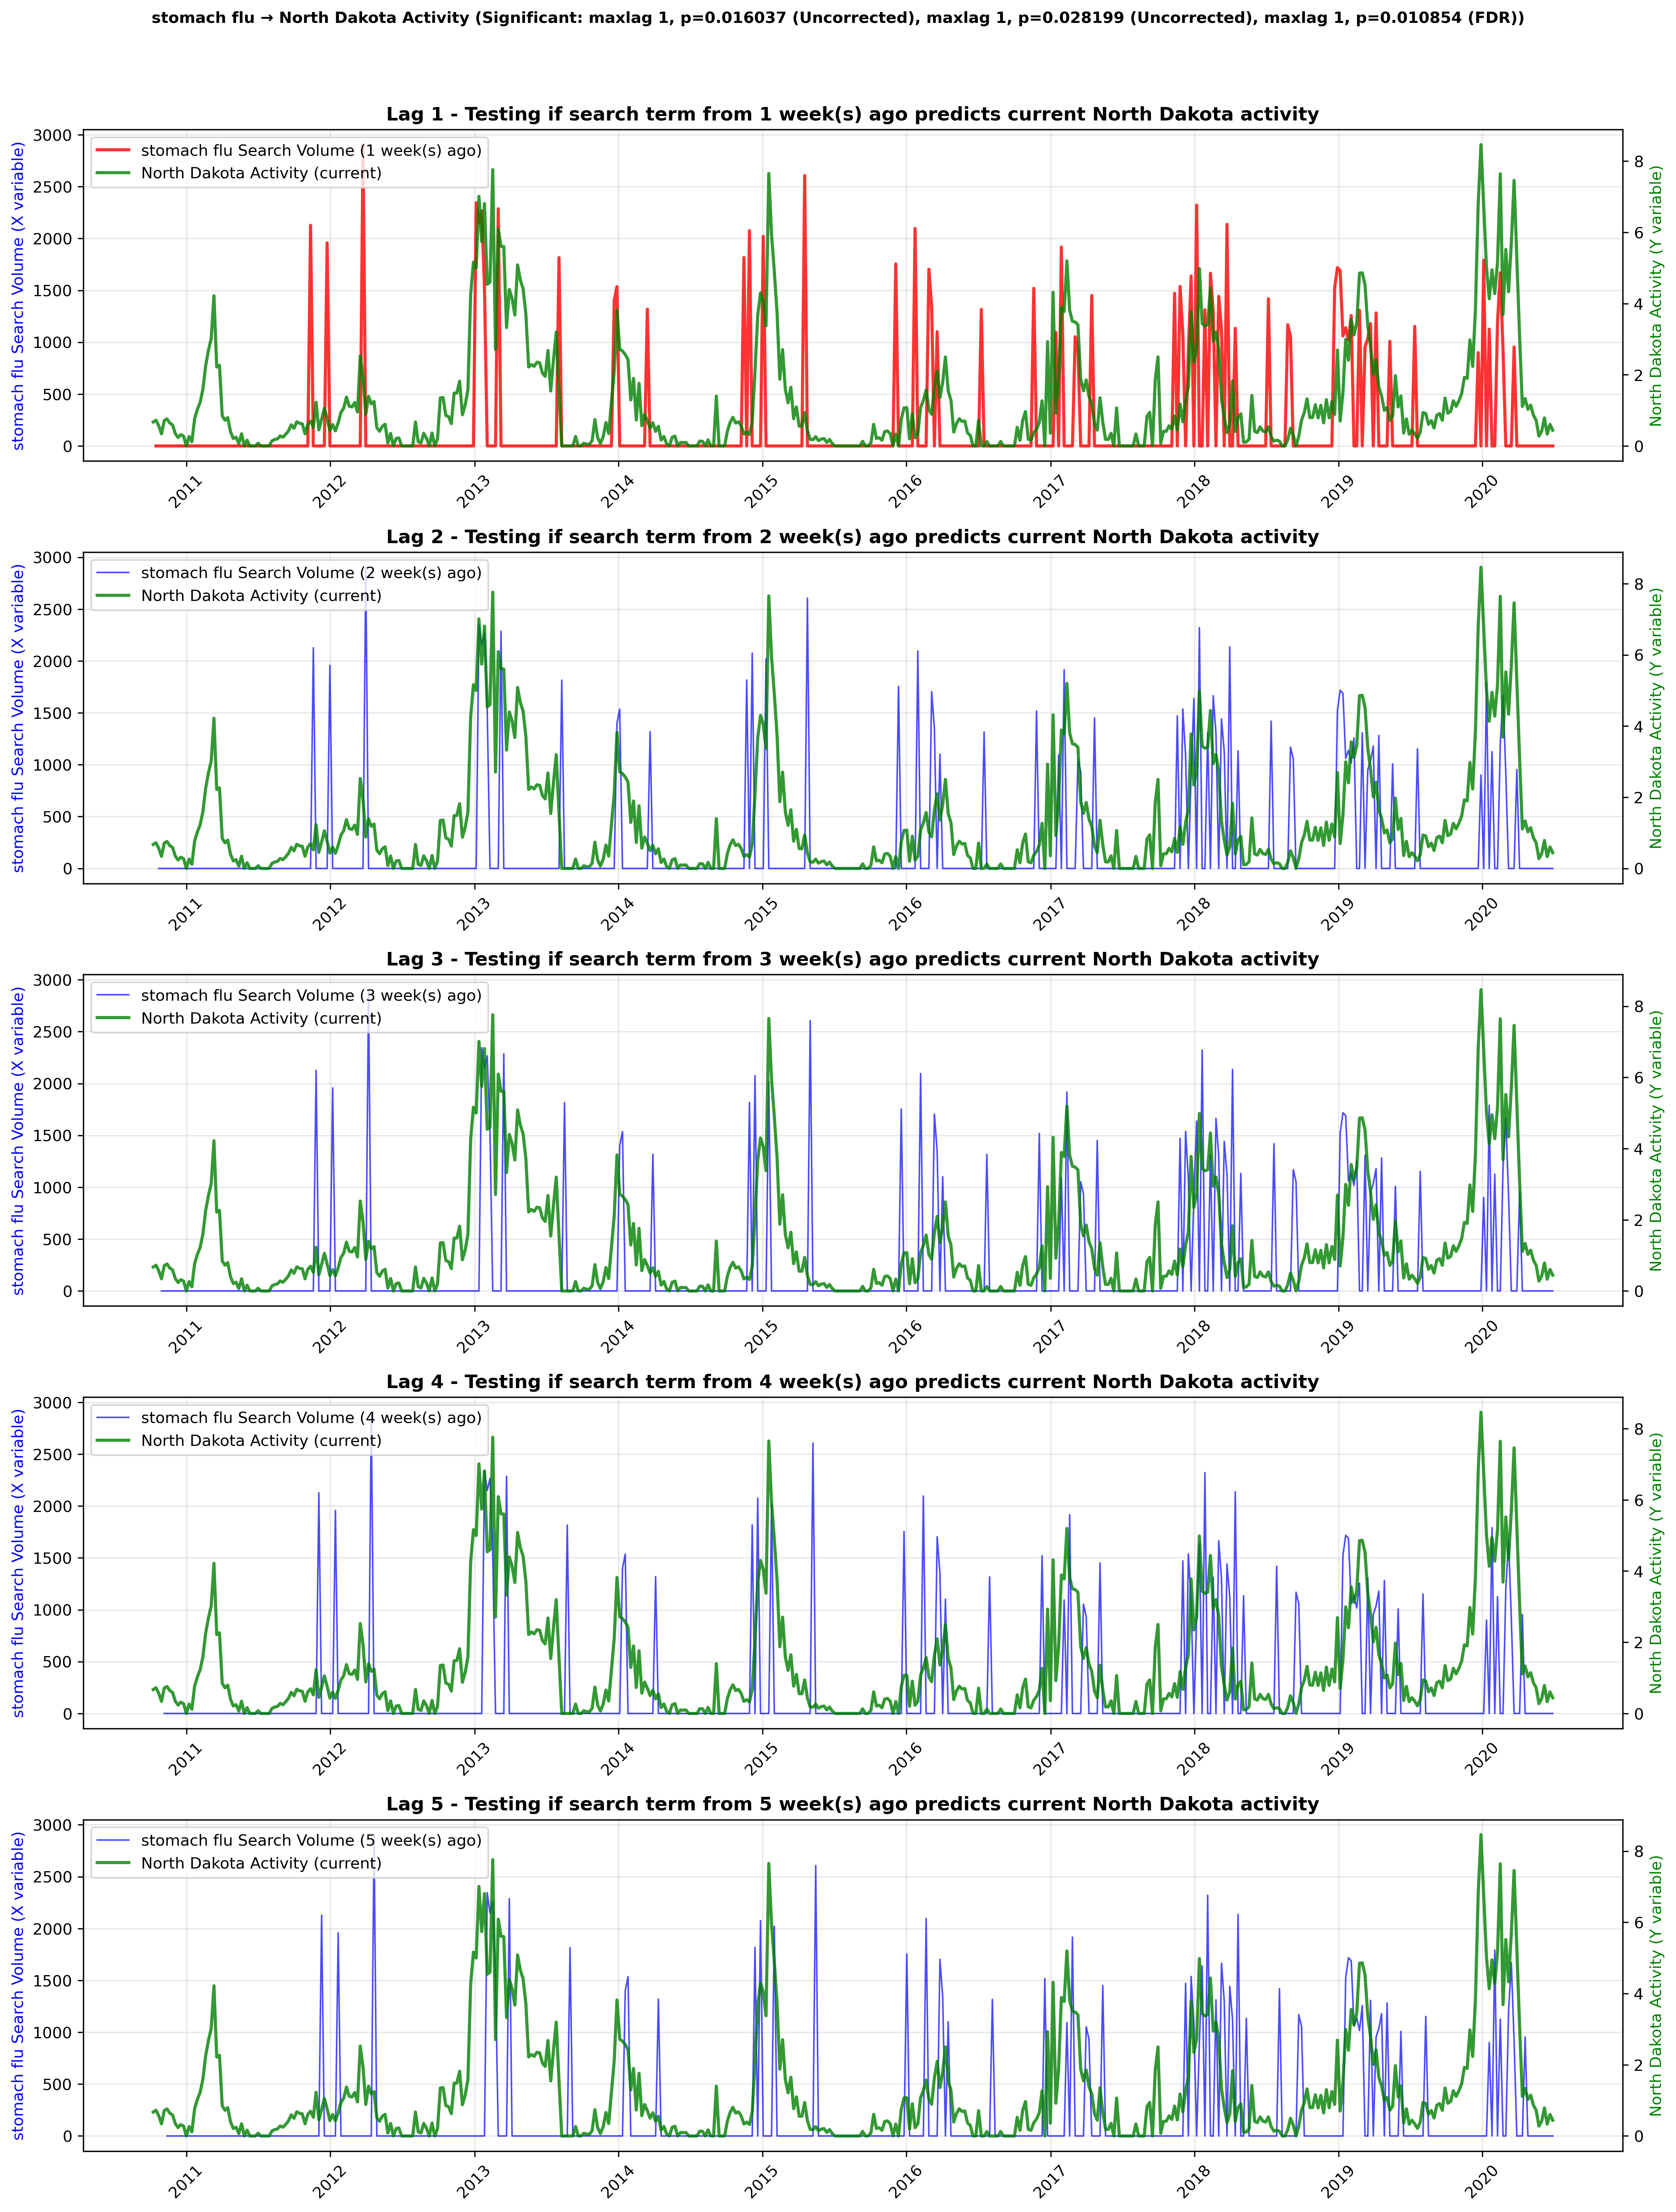 stomach flu → North Dakota Activity (Significant: maxlag 1, p=0.016037 (Uncorrected), maxlag 1, p=0.028199 (Uncorrected), maxlag 1, p=0.010854 (FDR))
Lag 1 - Testing if search term from 1 week(s) ago predicts current North Dakota activity
stomach flu Search Volume (X variable)
3000
2500
2000
1500
1000
500
0
stomach flu Search Volume (1 week(s) ago)
North Dakota Activity (current)
8
6
4
2
0
North Dakota Activity (Y variable)
2011 2012 2013 2014 2015 2016 2017 2018 2019 2020
Lag 2 - Testing if search term from 2 week(s) ago predicts current North Dakota activity
stomach flu Search Volume (X variable)
3000
2500
2000
1500
1000
500
0
stomach flu Search Volume (2 week(s) ago)
North Dakota Activity (current)
8
6
4
2
0
North Dakota Activity (Y variable)
2011 2012 2013 2014 2015 2016 2017 2018 2019 2020
Lag 3 - Testing if search term from 3 week(s) ago predicts current North Dakota activity
stomach flu Search Volume (X variable)
3000
2500
2000
1500
1000
500
0
stomach flu Search Volume (3 week(s) ago)
North Dakota Activity (current)
8
6
4
2
0
North Dakota Activity (Y variable)
2011 2012 2013 2014 2015 2016 2017 2018 2019 2020
Lag 4 - Testing if search term from 4 week(s) ago predicts current North Dakota activity
stomach flu Search Volume (X variable)
3000
2500
2000
1500
1000
500
0
stomach flu Search Volume (4 week(s) ago)
North Dakota Activity (current)
8
6
4
2
0
North Dakota Activity (Y variable)
2011 2012 2013 2014 2015 2016 2017 2018 2019 2020
Lag 5 - Testing if search term from 5 week(s) ago predicts current North Dakota activity
stomach flu Search Volume (X variable)
3000
2500
2000
1500
1000
500
0
stomach flu Search Volume (5 week(s) ago)
North Dakota Activity (current)
8
6
4
2
0
North Dakota Activity (Y variable)
2011 2012 2013 2014 2015 2016 2017 2018 2019 2020